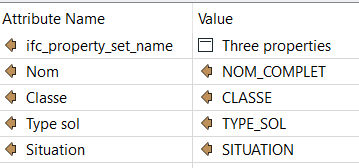 Attribute Name Value
ifc_property_set_name Three properties
Nom NOM_COMPLET
Classe CLASSE
Type sol TYPE_SOL
Situation SITUATION